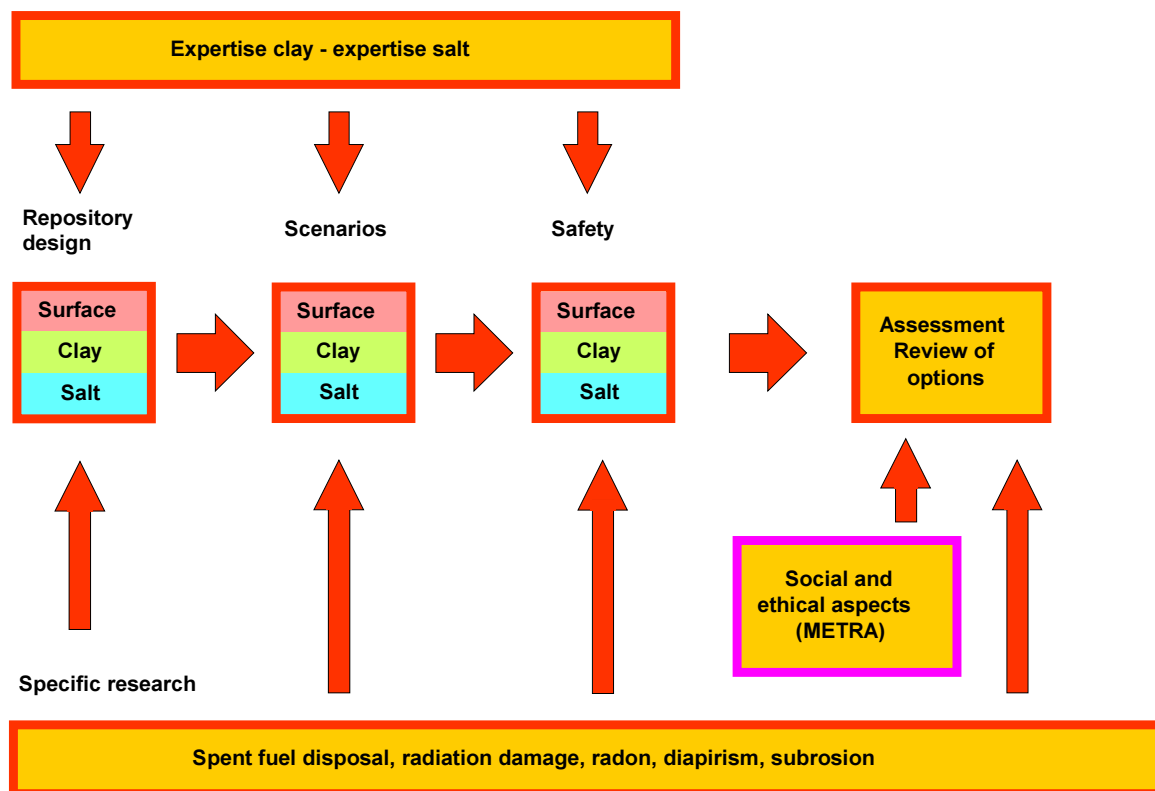 Expertise clay - expertise salt
Repository
design
Scenarios
Safety
Surface
Clay
Salt
Surface
Clay
Salt
Surface
Clay
Salt
Assessment
Review of
options
Social and
ethical aspects
(METRA)
Specific research
Spent fuel disposal, radiation damage, radon, diapirism, subrosion